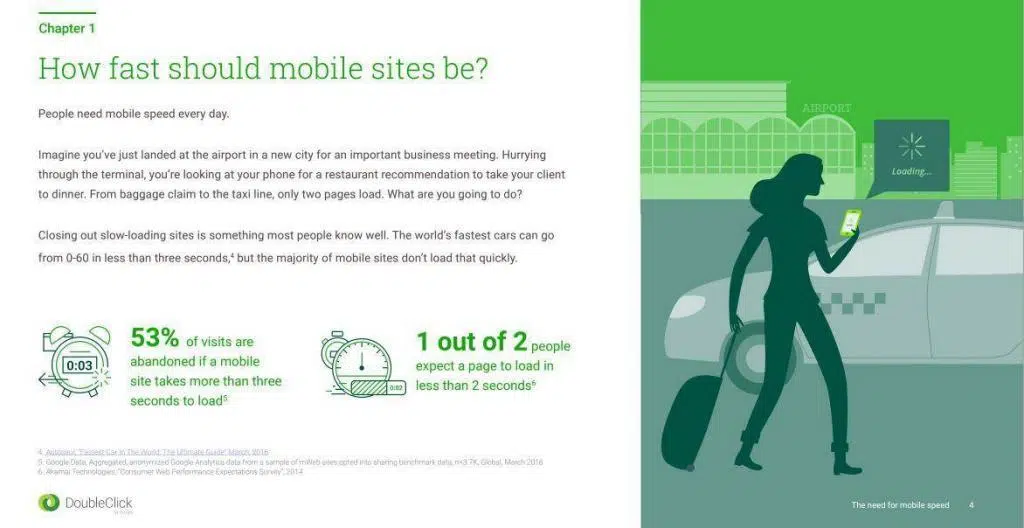 Chapter 1
How fast should mobile sites be?
People need mobile speed every day.
Imagine you've just landed at the airport in a new city for an important business meeting. Hurrying
through the terminal, you're looking at your phone for a restaurant recommendation to take your client
to dinner. From baggage claim to the taxi line, only two pages load. What are you going to do?
Closing out slow-loading sites is something most people know well. The world's fastest cars can go
from 0-60 in less than three seconds,⁴ but the majority of mobile sites don't load that quickly.
0:03
53% of visits are
abandoned if a mobile
site takes more than three
seconds to load⁵
0:02
1 out of 2 people
expect a page to load in
less than 2 seconds⁶
4. Autosaur, "Fastest Car In The World: The Ultimate Guide", March, 2016
5. Google Data, Aggregated, anonymized Google Analytics data from a sample of mWeb sites opted into sharing benchmark data, n=3.7K, Global, March 2016
6. Akamai Technologies, "Consumer Web Performance Expectations Survey", 2014
DoubleClick
by Google
AIRPORT
Loading...
The need for mobile speed 4